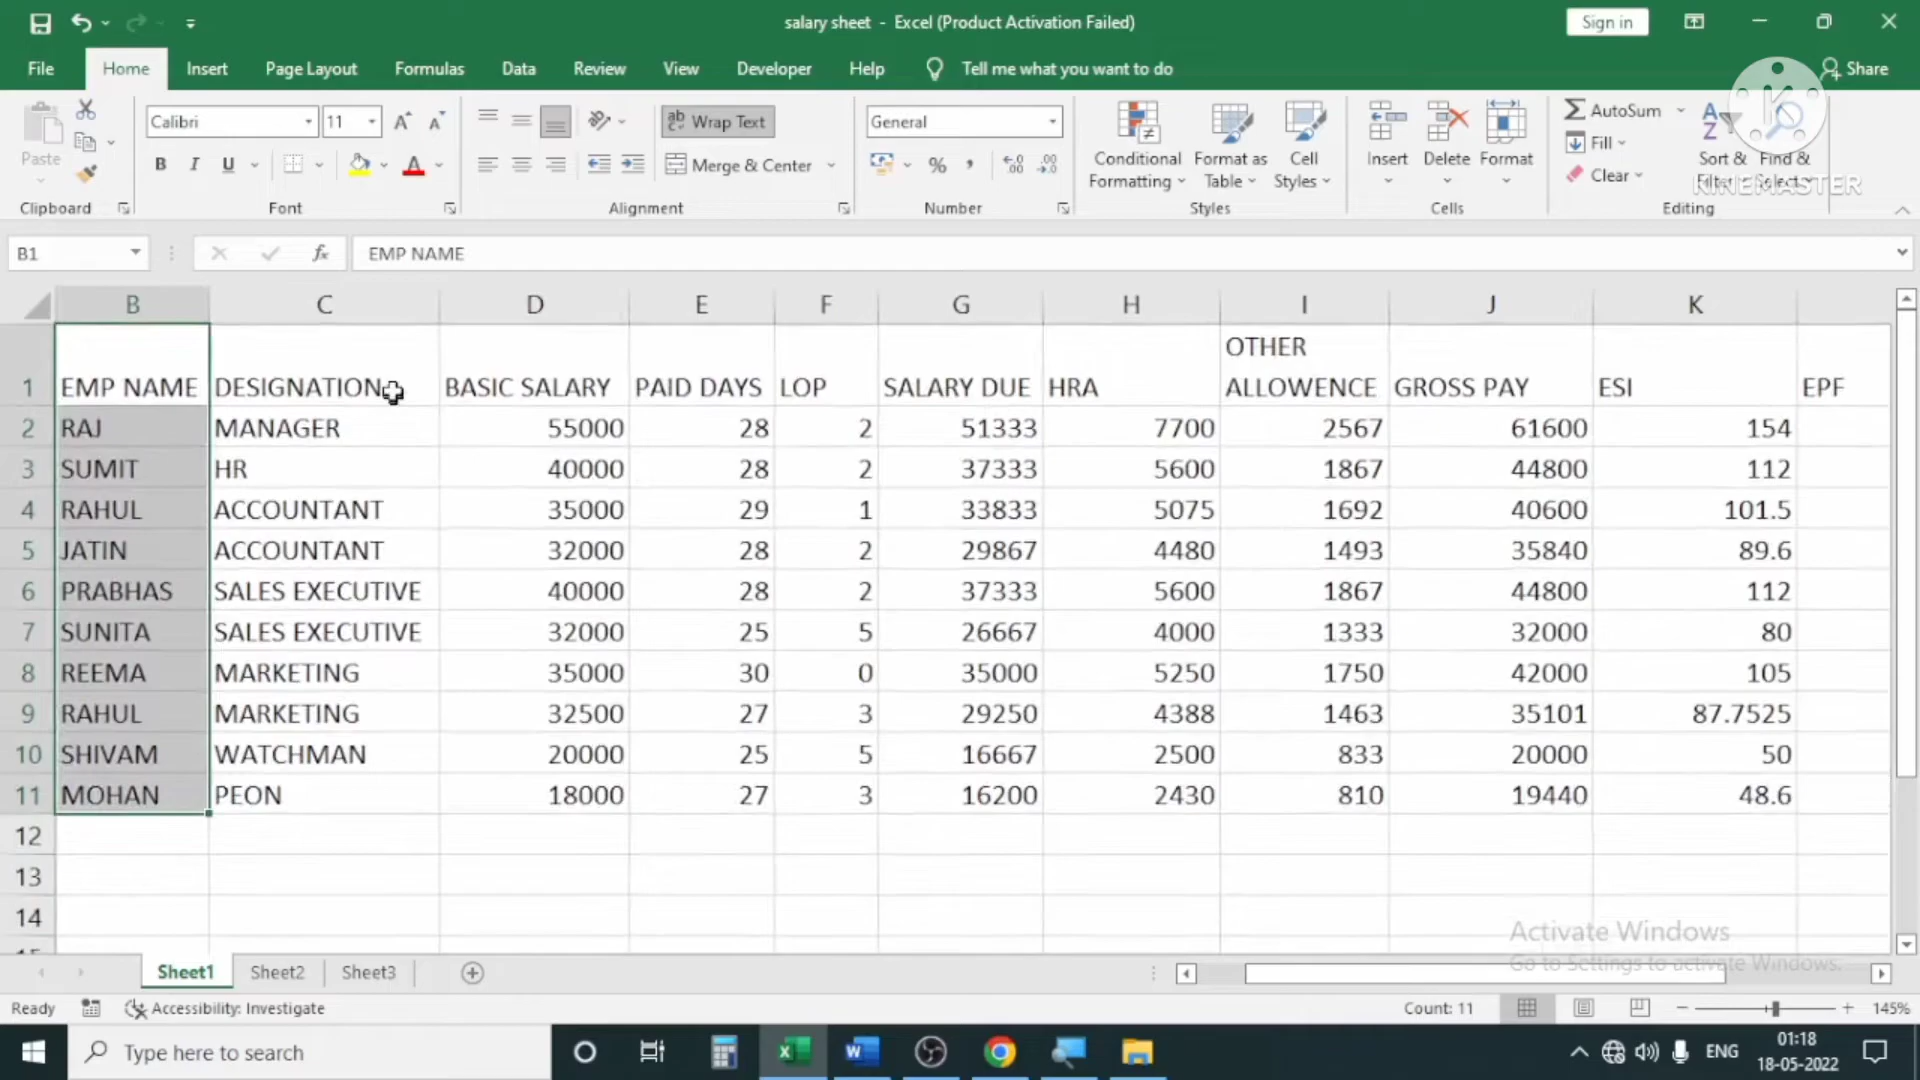 salary sheet - Excel (Product Activation Failed)
Sign in
File Home Insert Page Layout Formulas Data Review View Developer Help Tell me what you want to do Share
Paste
Clipboard
Calibri 11
B I U
Font
Wrap Text
Merge & Center
Alignment
General
Number
Conditional Formatting
Format as Table
Cell Styles
Styles
Insert Delete Format
Cells
AutoSum
Fill
Clear
Sort & Filter
Find & Select
Editing
KINEMASTER
B1 fx EMP NAME
B C D E F G H I J K
1 EMP NAME DESIGNATION BASIC SALARY PAID DAYS LOP SALARY DUE HRA OTHER ALLOWENCE GROSS PAY ESI EPF
2 RAJ MANAGER 55000 28 2 51333 7700 2567 61600 154
3 SUMIT HR 40000 28 2 37333 5600 1867 44800 112
4 RAHUL ACCOUNTANT 35000 29 1 33833 5075 1692 40600 101.5
5 JATIN ACCOUNTANT 32000 28 2 29867 4480 1493 35840 89.6
6 PRABHAS SALES EXECUTIVE 40000 28 2 37333 5600 1867 44800 112
7 SUNITA SALES EXECUTIVE 32000 25 5 26667 4000 1333 32000 80
8 REEMA MARKETING 35000 30 0 35000 5250 1750 42000 105
9 RAHUL MARKETING 32500 27 3 29250 4388 1463 35101 87.7525
10 SHIVAM WATCHMAN 20000 25 5 16667 2500 833 20000 50
11 MOHAN PEON 18000 27 3 16200 2430 810 19440 48.6
12
13
14
Activate Windows
Go to Settings to activate Windows.
Sheet1 Sheet2 Sheet3
Ready Accessibility: Investigate Count: 11 145%
Type here to search
ENG
01:18
18-05-2022